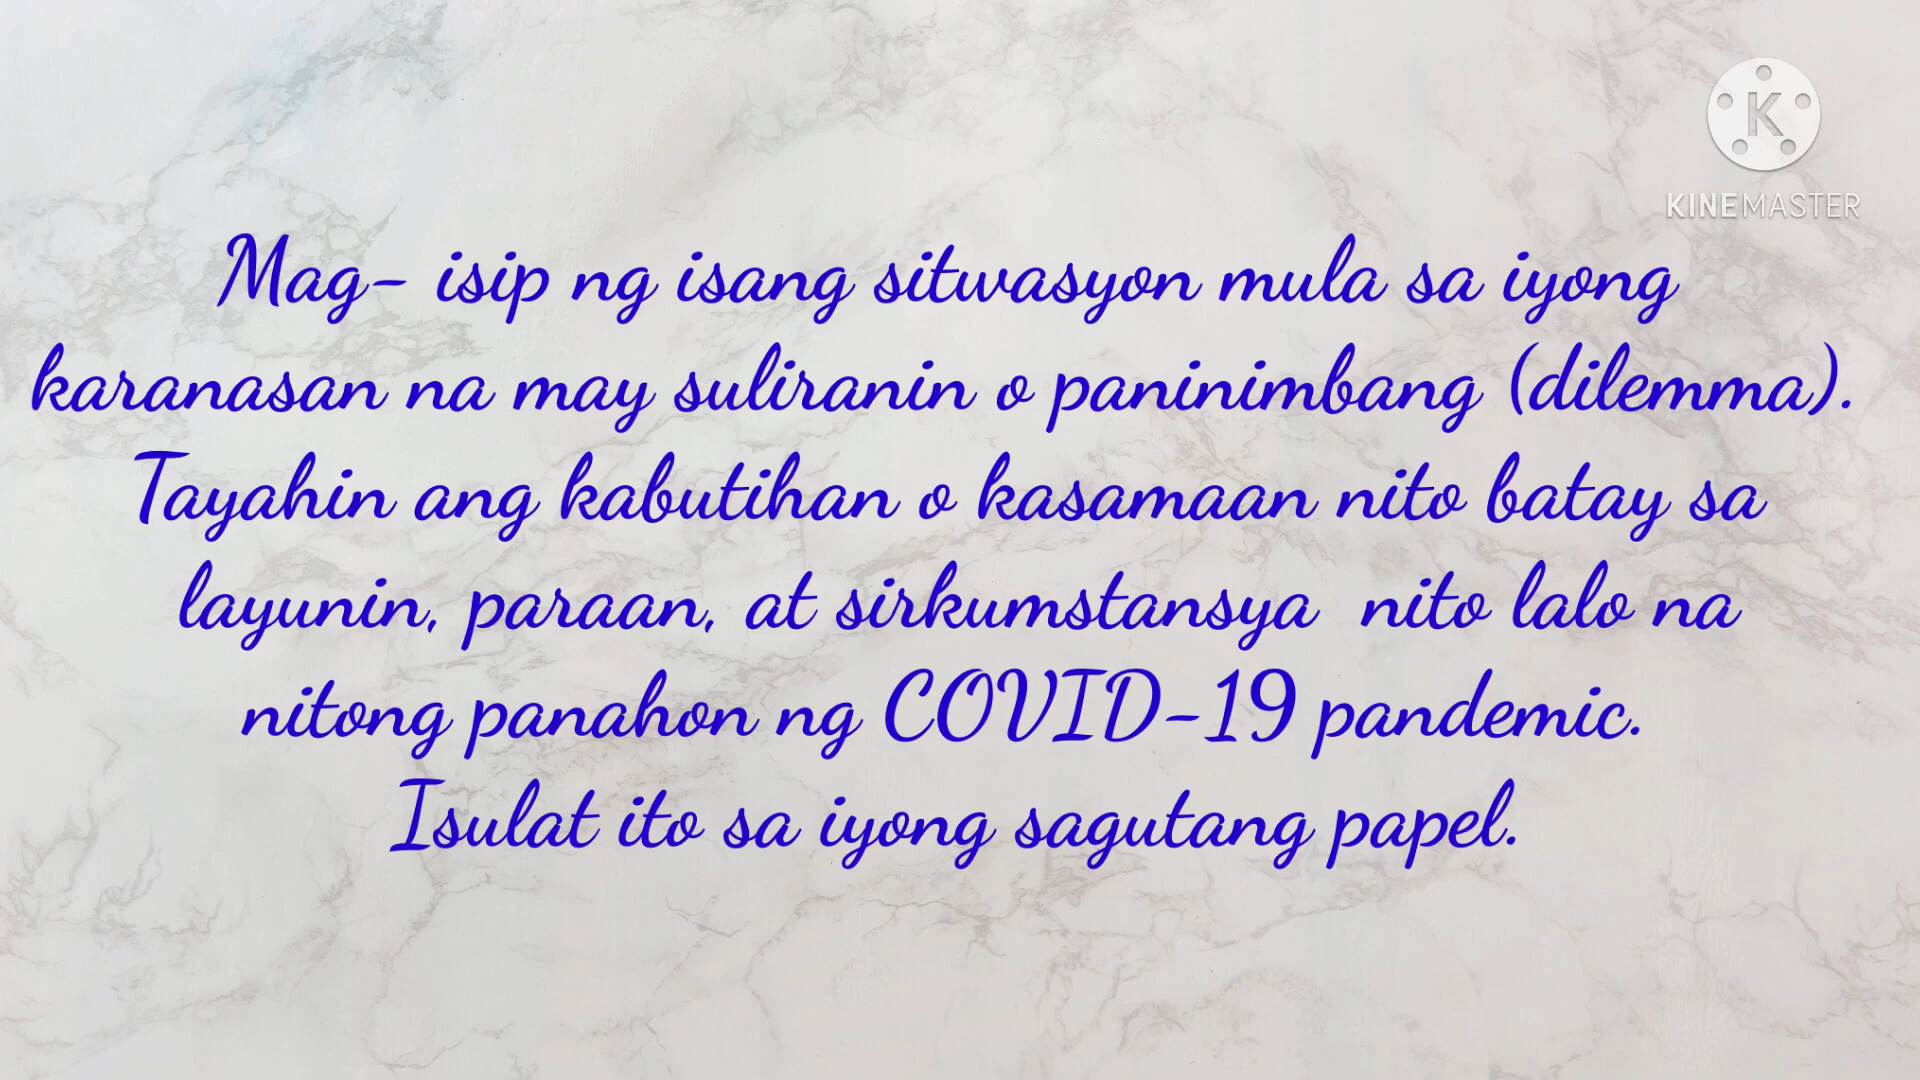 K
KINEMASTER
Mag- isip ng isang sitwasyon mula sa iyong
karanasan na may suliranin o paninimbang (dilemma).
Tayahin ang kabutihan o kasamaan nito batay sa
layunin, paraan, at sirkumstansya nito lalo na
nitong panahon ng COVID-19 pandemic.
Isulat ito sa iyong sagutang papel.